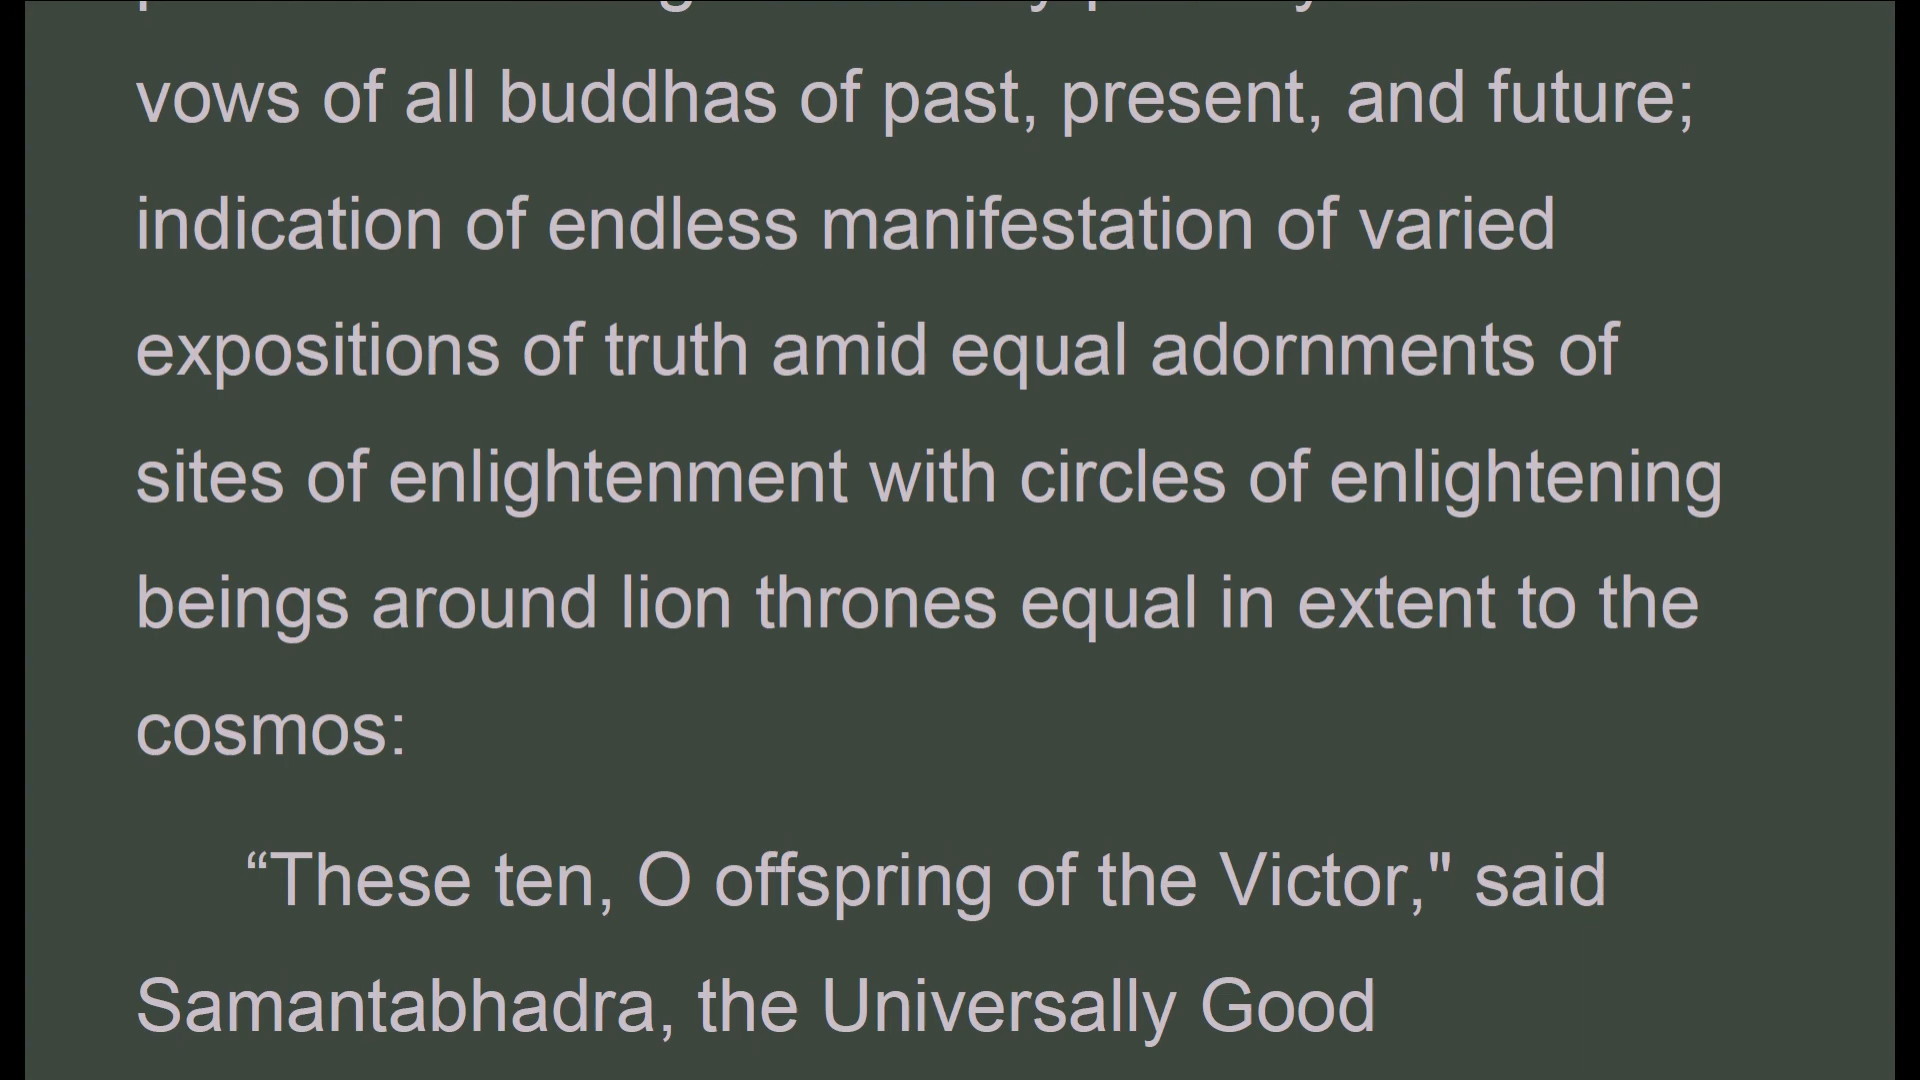 vows of all buddhas of past, present, and future;
indication of endless manifestation of varied
expositions of truth amid equal adornments of
sites of enlightenment with circles of enlightening
beings around lion thrones equal in extent to the
cosmos:
“These ten, O offspring of the Victor," said
Samantabhadra, the Universally Good